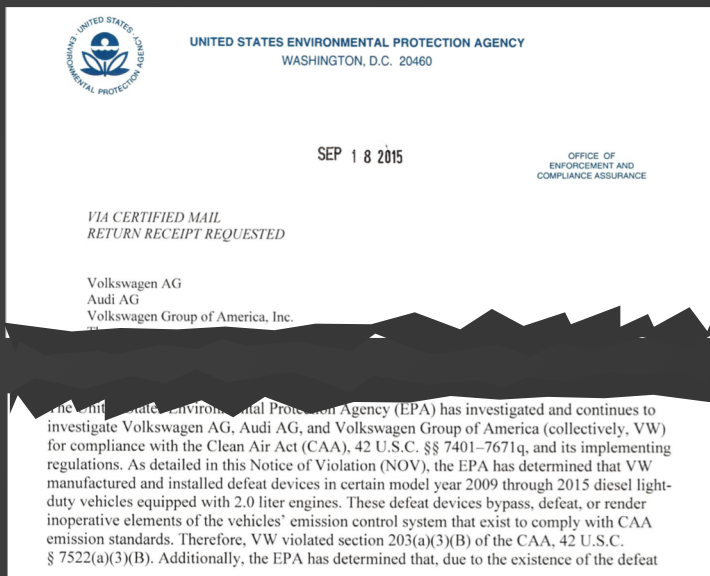 UNITED STATES
ENVIRONMENTAL PROTECTION AGENCY
UNITED STATES ENVIRONMENTAL PROTECTION AGENCY
WASHINGTON, D.C. 20460
SEP 18 2015
OFFICE OF
ENFORCEMENT AND
COMPLIANCE ASSURANCE
VIA CERTIFIED MAIL
RETURN RECEIPT REQUESTED
Volkswagen AG
Audi AG
Volkswagen Group of America, Inc.
The United States Environmental Protection Agency (EPA) has investigated and continues to
investigate Volkswagen AG, Audi AG, and Volkswagen Group of America (collectively, VW)
for compliance with the Clean Air Act (CAA), 42 U.S.C. §§ 7401–7671q, and its implementing
regulations. As detailed in this Notice of Violation (NOV), the EPA has determined that VW
manufactured and installed defeat devices in certain model year 2009 through 2015 diesel light-
duty vehicles equipped with 2.0 liter engines. These defeat devices bypass, defeat, or render
inoperative elements of the vehicles’ emission control system that exist to comply with CAA
emission standards. Therefore, VW violated section 203(a)(3)(B) of the CAA, 42 U.S.C.
§ 7522(a)(3)(B). Additionally, the EPA has determined that, due to the existence of the defeat